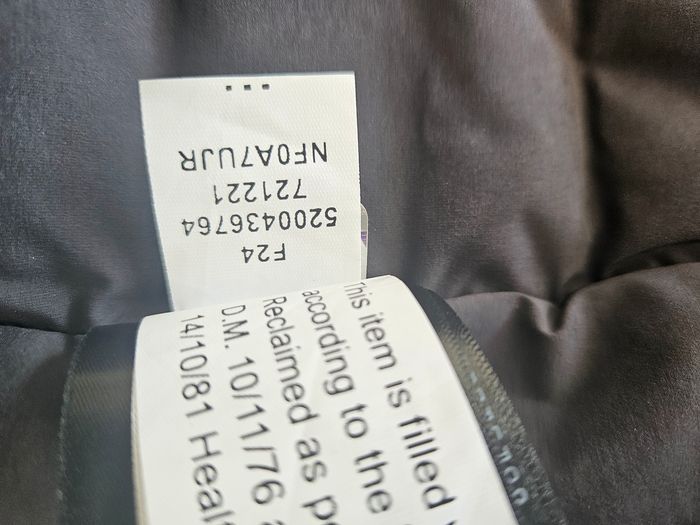 F24
5200436764
721221
NF0A7UJR
This item is filled
according to the
Reclaimed as
D.M. 10/11/76
14/10/81